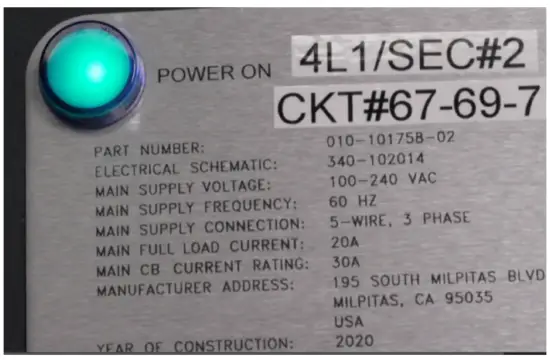 POWER ON
4L1/SEC#2
CKT#67-69-7
PART NUMBER: 010-101758-02
ELECTRICAL SCHEMATIC: 340-102014
MAIN SUPPLY VOLTAGE: 100-240 VAC
MAIN SUPPLY FREQUENCY: 60 HZ
MAIN SUPPLY CONNECTION: 5-WIRE, 3 PHASE
MAIN FULL LOAD CURRENT: 20A
MAIN CB CURRENT RATING: 30A
MANUFACTURER ADDRESS: 195 SOUTH MILPITAS BLVD
MILPITAS, CA 95035
USA
YEAR OF CONSTRUCTION: 2020